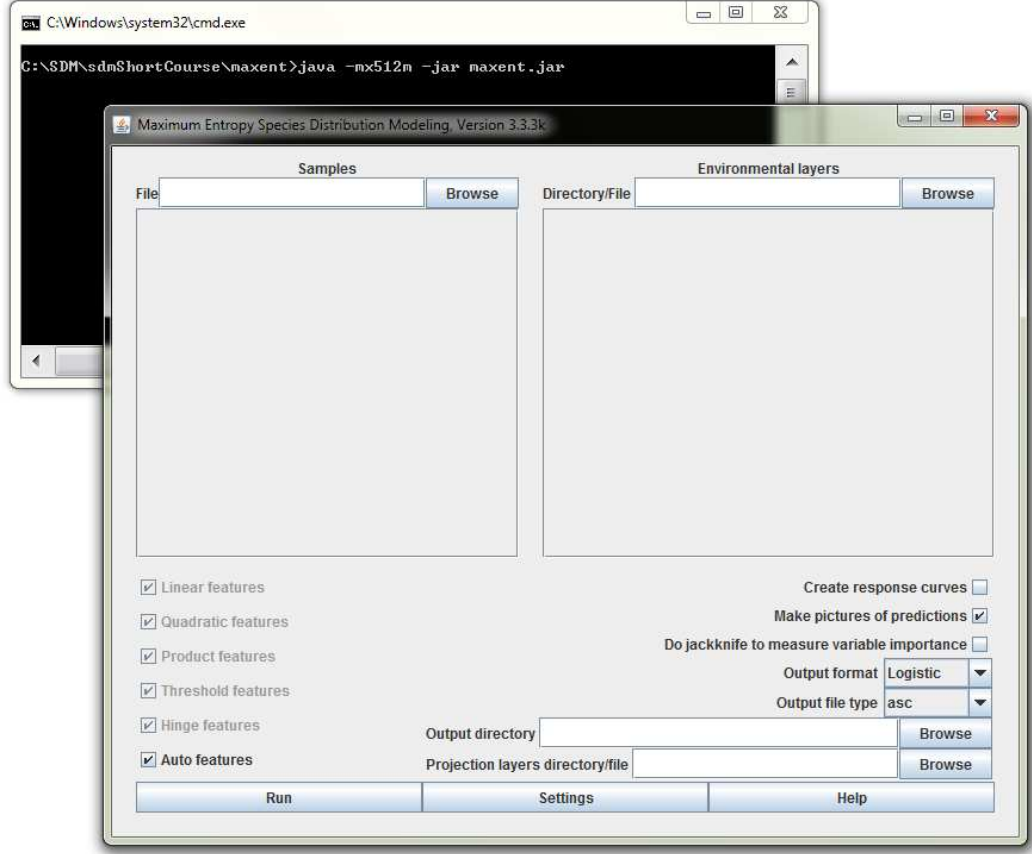 C:\Windows\system32\cmd.exe
C:\SDM\sdmShortCourse\maxent>java -mx512m -jar maxent.jar
Maximum Entropy Species Distribution Modeling, Version 3.3.3k
Samples
File Browse
Environmental layers
Directory/File Browse
Linear features
Quadratic features
Product features
Threshold features
Hinge features
Auto features
Create response curves
Make pictures of predictions
Do jackknife to measure variable importance
Output format Logistic
Output file type asc
Output directory Browse
Projection layers directory/file Browse
Run Settings Help